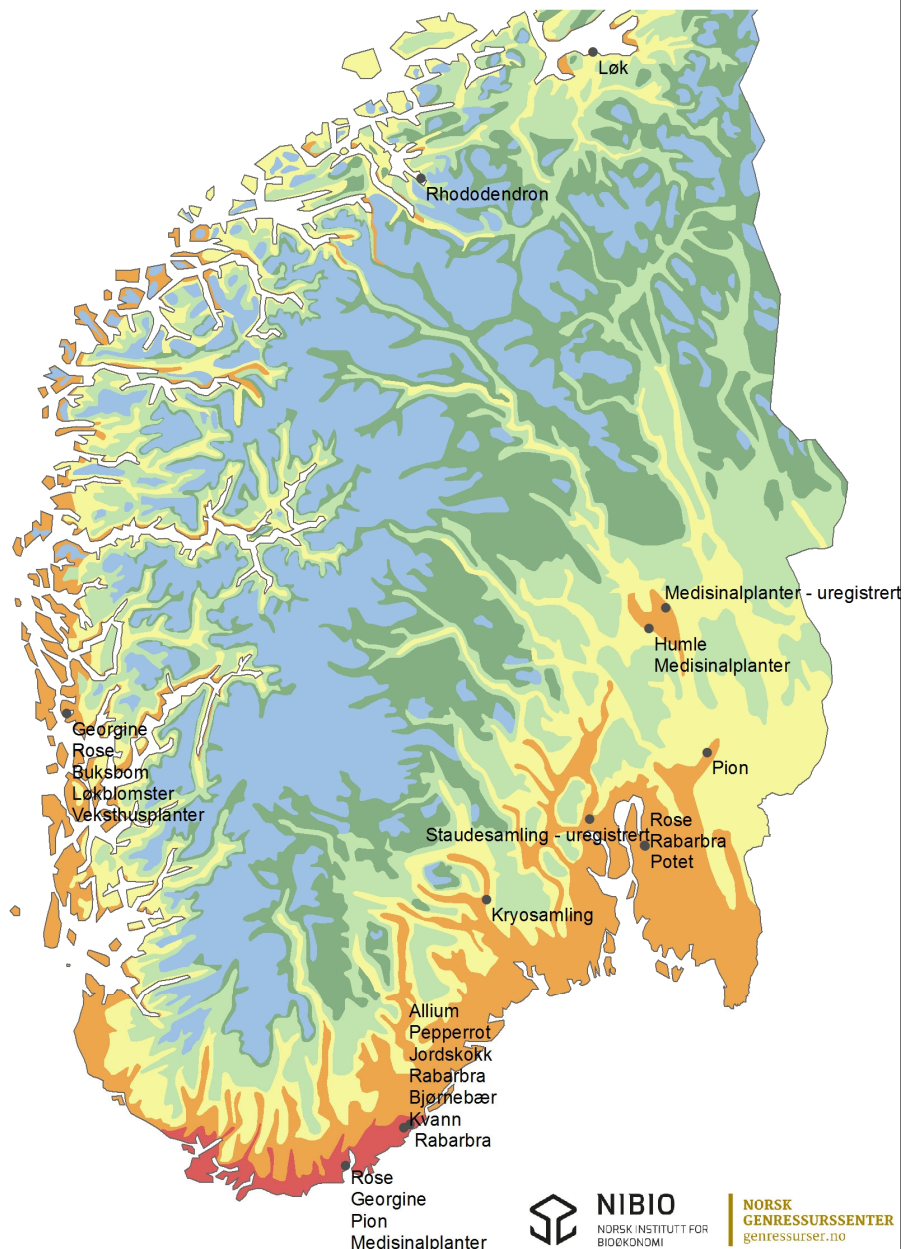 Løk
Rhododendron
Medisinalplanter - uregistrert
Humle
Medisinalplanter
Georgine
Rose
Buksbom
Løkblomster
Veksthusplanter
Pion
Staudesamling - uregistrert
Rose
Rabarbra
Potet
Kryosamling
Allium
Pepperrot
Jordskokk
Rabarbra
Bjørnebær
Kvann
Rabarbra
Rose
Georgine
Pion
Medisinalplanter
NIBIO
NORSK INSTITUTT FOR
BIOØKONOMI
NORSK
GENRESSURSSENTER
genressurser.no